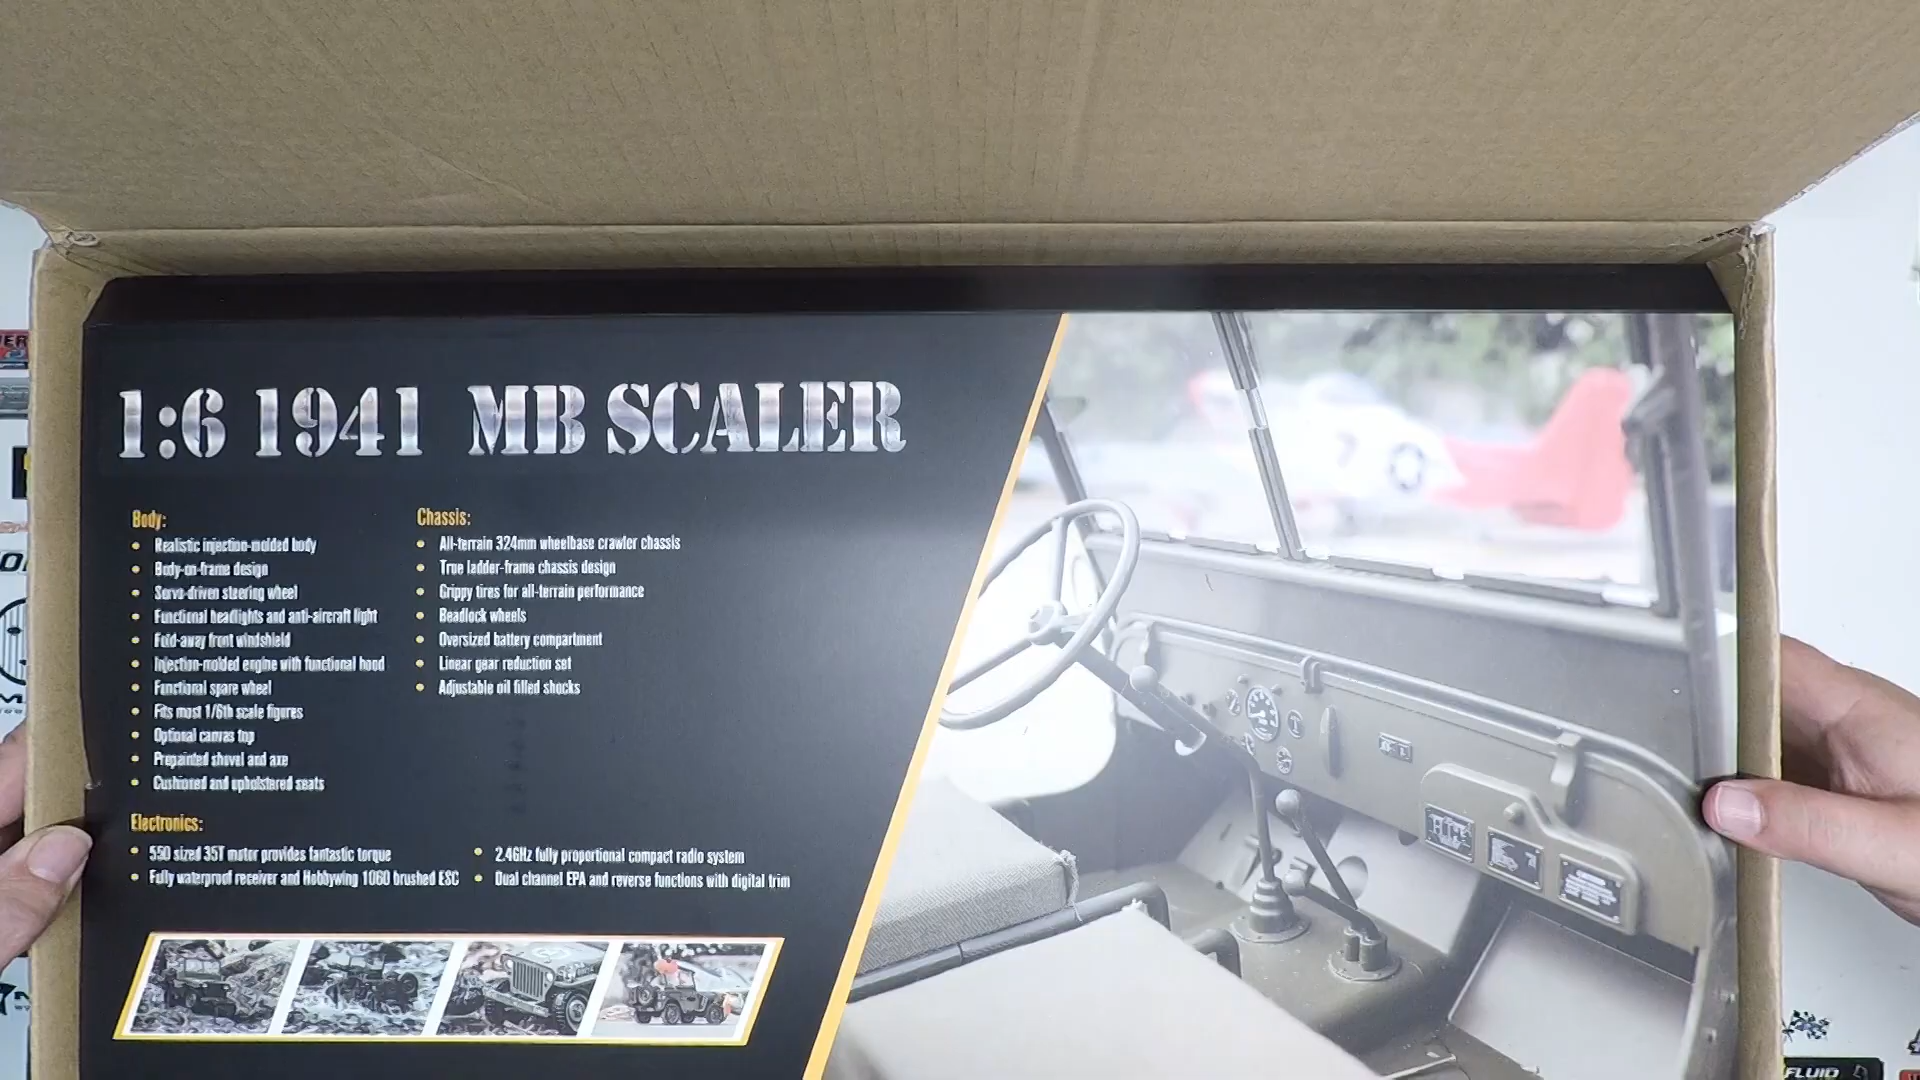 1:6 1941 MB SCALER
Body:
Realistic injection-molded body
Body-on-frame design
Servo-driven steering wheel
Functional headlights and anti-aircraft light
Fold-away front windshield
Injection-molded engine with functional hood
Functional spare wheel
Fits most 1/6th scale figures
Optional canvas top
Prepainted shovel and axe
Cushioned and upholstered seats
Chassis:
All-terrain 324mm wheelbase crawler chassis
True ladder-frame chassis design
Grippy tires for all-terrain performance
Beadlock wheels
Oversized battery compartment
Linear gear reduction set
Adjustable oil filled shocks
Electronics:
550 sized 35T motor provides fantastic torque
Fully waterproof receiver and Hobbywing 1060 brushed ESC
2.4GHz fully proportional compact radio system
Dual channel EPA and reverse functions with digital trim
7
FLUID